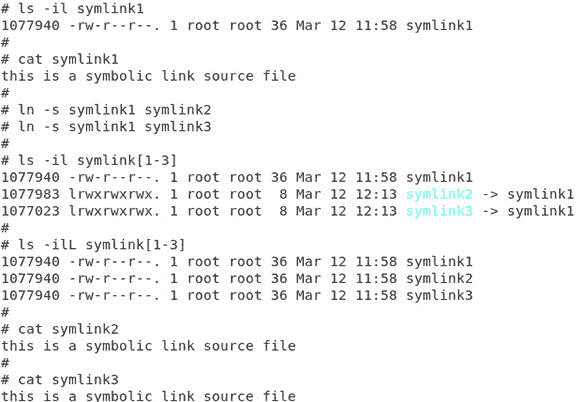 # ls -il symlink1
1077940 -rw-r--r--. 1 root root 36 Mar 12 11:58 symlink1
#
# cat symlink1
this is a symbolic link source file
#
# ln -s symlink1 symlink2
# ln -s symlink1 symlink3
#
# ls -il symlink[1-3]
1077940 -rw-r--r--. 1 root root 36 Mar 12 11:58 symlink1
1077983 lrwxrwxrwx. 1 root root  8 Mar 12 12:13 symlink2 -> symlink1
1077023 lrwxrwxrwx. 1 root root  8 Mar 12 12:13 symlink3 -> symlink1
#
# ls -ilL symlink[1-3]
1077940 -rw-r--r--. 1 root root 36 Mar 12 11:58 symlink1
1077940 -rw-r--r--. 1 root root 36 Mar 12 11:58 symlink2
1077940 -rw-r--r--. 1 root root 36 Mar 12 11:58 symlink3
#
# cat symlink2
this is a symbolic link source file
#
# cat symlink3
this is a symbolic link source file